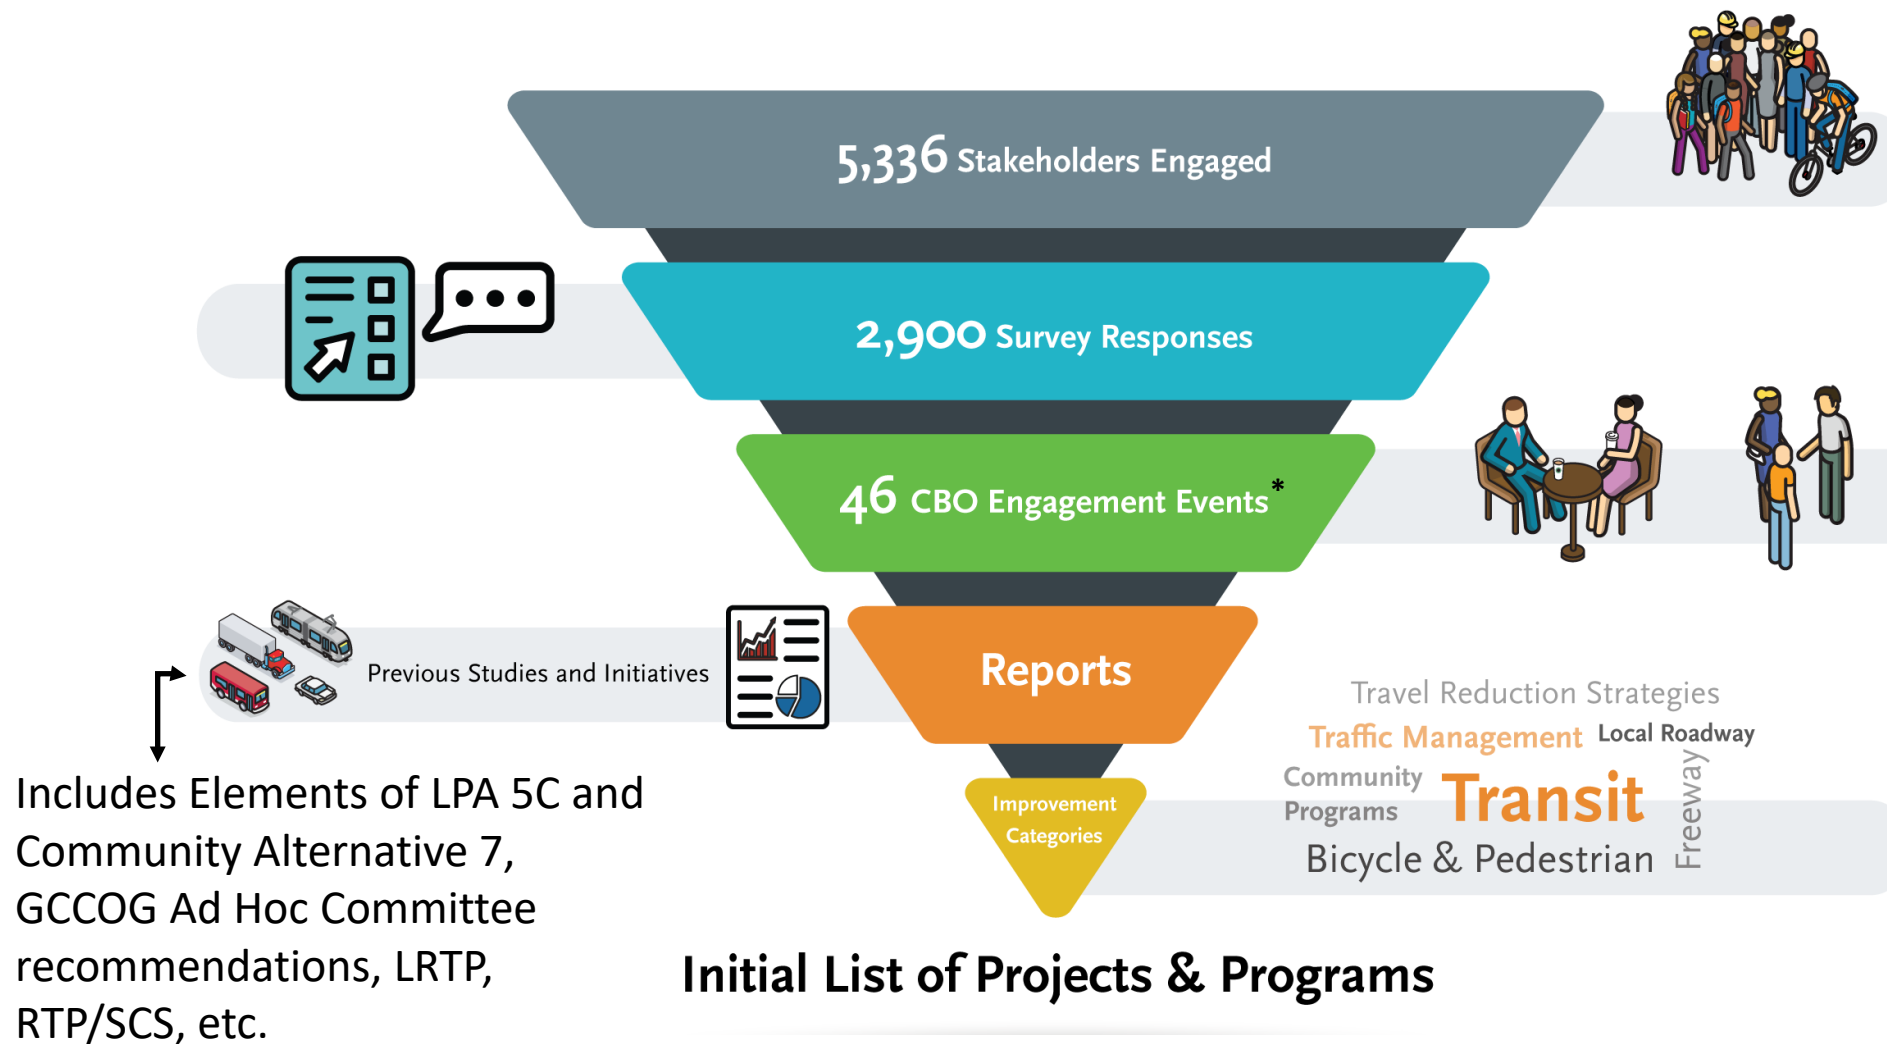 5,336 Stakeholders Engaged
2,900 Survey Responses
46 CBO Engagement Events*
Previous Studies and Initiatives
Reports
Includes Elements of LPA 5C and
Community Alternative 7,
GCCOG Ad Hoc Committee
recommendations, LRTP,
RTP/SCS, etc.
Improvement
Categories
Travel Reduction Strategies
Traffic Management
Local Roadway
Community
Programs
Transit
Freeway
Bicycle & Pedestrian
Initial List of Projects & Programs